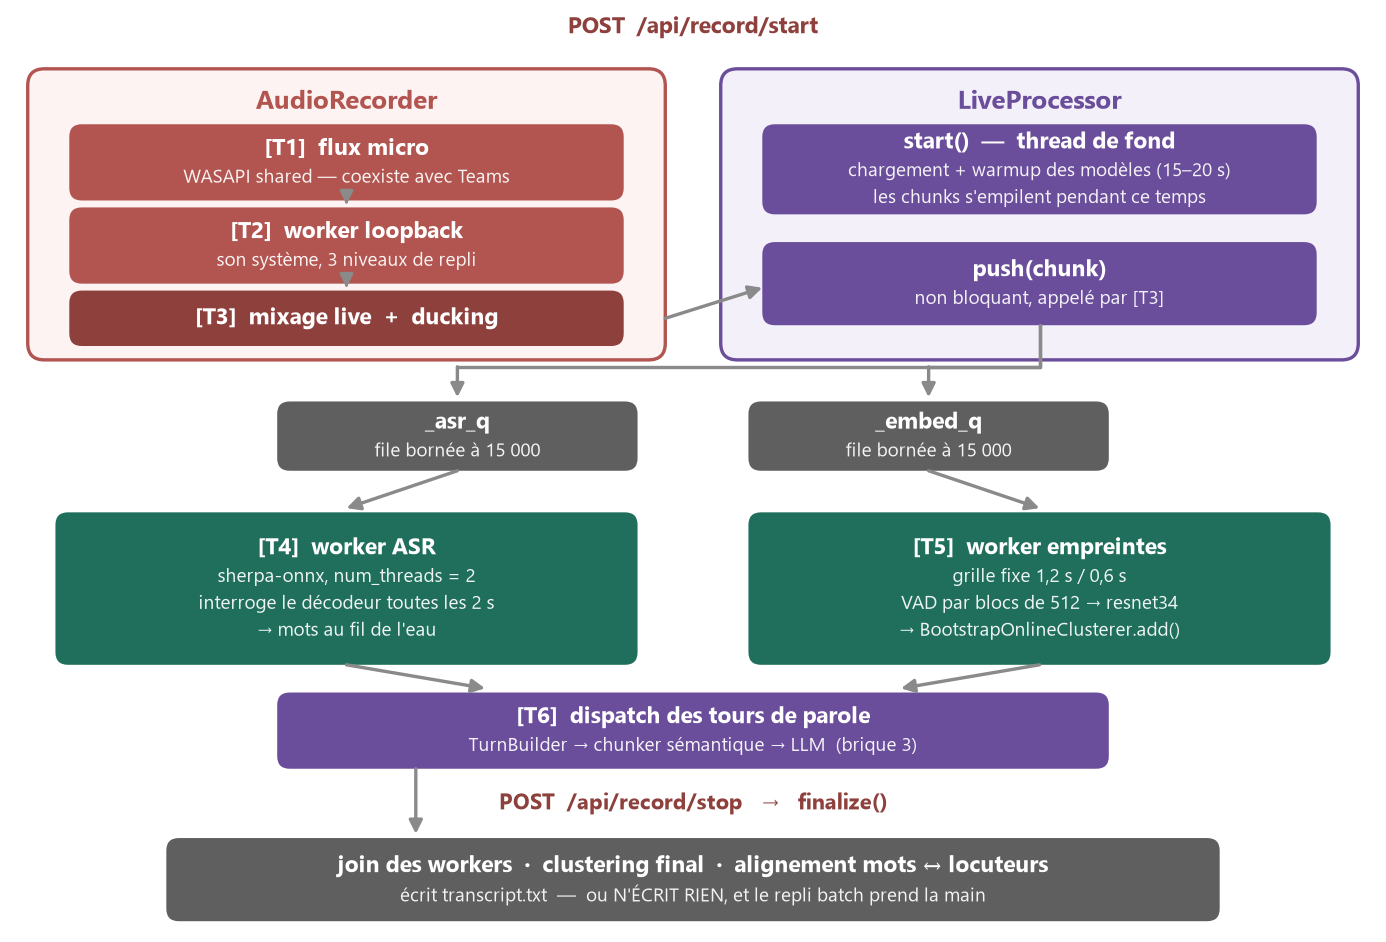 POST /api/record/start
AudioRecorder
[T1] flux micro
WASAPI shared — coexiste avec Teams
[T2] worker loopback
son système, 3 niveaux de repli
[T3] mixage live + ducking
LiveProcessor
start() — thread de fond
chargement + warmup des modèles (15–20 s)
les chunks s'empilent pendant ce temps
push(chunk)
non bloquant, appelé par [T3]
_asr_q
file bornée à 15 000
_embed_q
file bornée à 15 000
[T4] worker ASR
sherpa-onnx, num_threads = 2
interroge le décodeur toutes les 2 s
→ mots au fil de l'eau
[T5] worker empreintes
grille fixe 1,2 s / 0,6 s
VAD par blocs de 512 → resnet34
→ BootstrapOnlineClusterer.add()
[T6] dispatch des tours de parole
TurnBuilder → chunker sémantique → LLM (brique 3)
POST /api/record/stop → finalize()
join des workers · clustering final · alignement mots ↔ locuteurs
écrit transcript.txt — ou N'ÉCRIT RIEN, et le repli batch prend la main